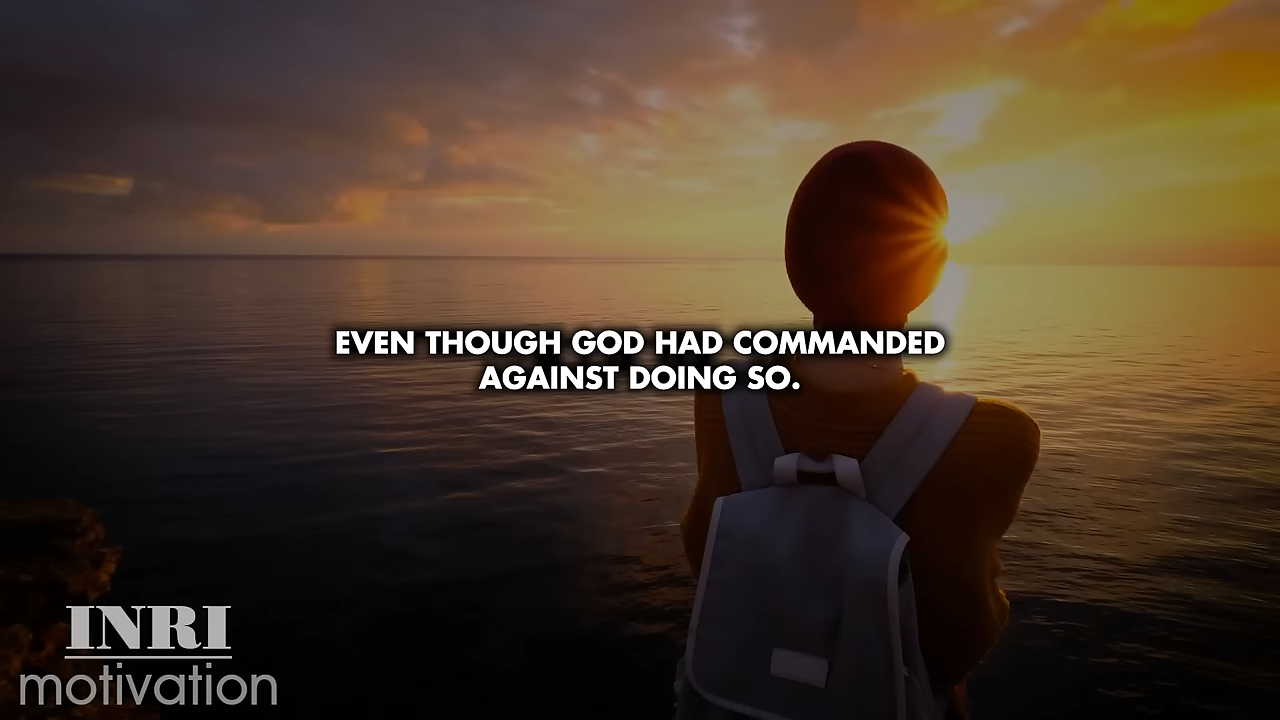 EVEN THOUGH GOD HAD COMMANDED
AGAINST DOING SO.
INRI
motivation